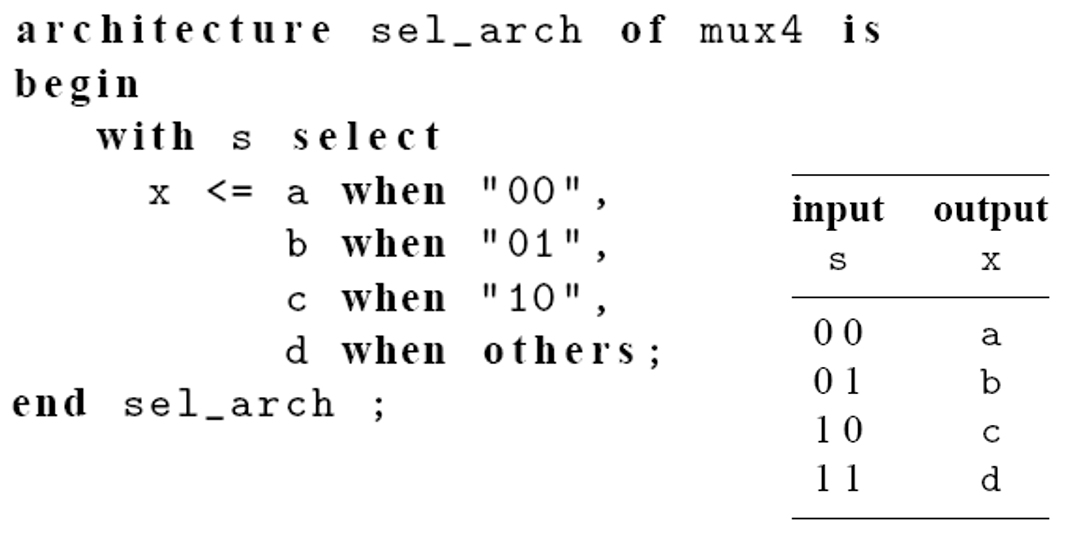 architecture sel_arch of mux4 is
begin
with s select
x <= a when "00",
b when "01",
c when "10",
d when others;
end sel_arch ;
input output
s x
0 0 a
0 1 b
1 0 c
1 1 d